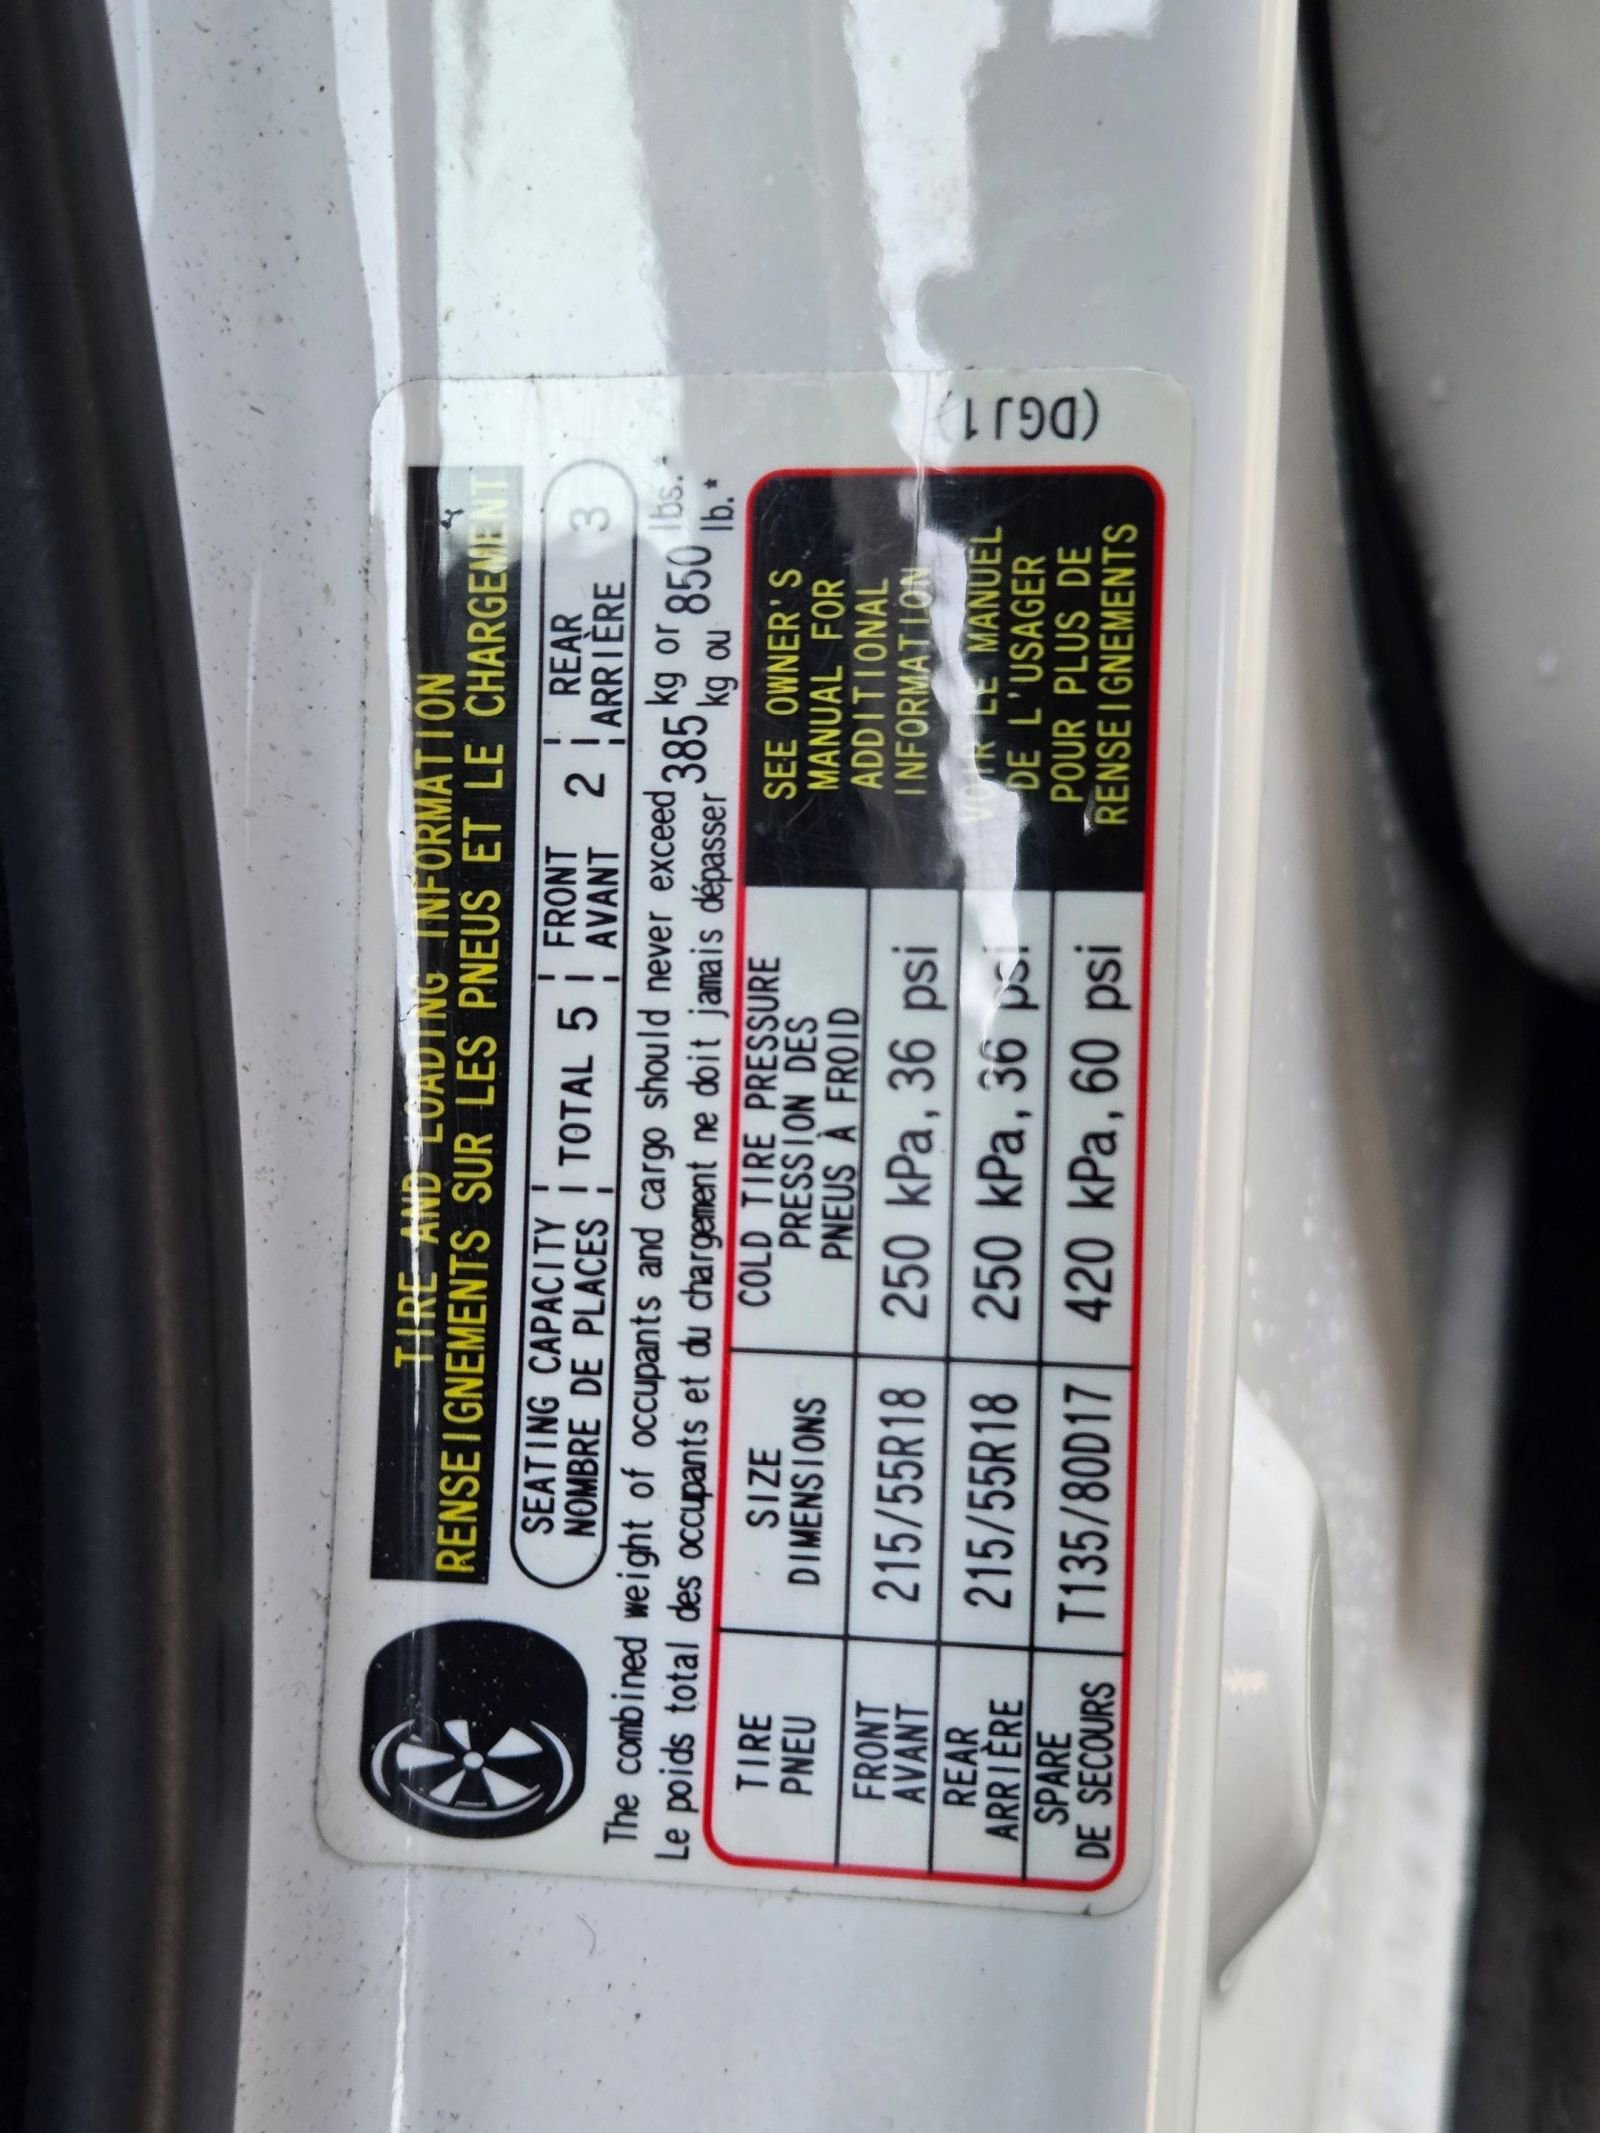 TIRE AND LOADING INFORMATION
RENSEIGNEMENTS SUR LES PNEUS ET LE CHARGEMENT
SEATING CAPACITY TOTAL 5 FRONT 2 REAR 3
NOMBRE DE PLACES AVANT ARRIÈRE
The combined weight of occupants and cargo should never exceed 385 kg or 850 lbs.*
Le poids total des occupants et du chargement ne doit jamais dépasser kg ou lb.*
TIRE SIZE COLD TIRE PRESSURE
PNEU DIMENSIONS PRESSION DES
PNEUS À FROID
FRONT
AVANT 215/55R18 250 kPa, 36 psi
REAR
ARRIÈRE 215/55R18 250 kPa, 36 psi
SPARE
DE SECOURS T135/80D17 420 kPa, 60 psi
SEE OWNER'S
MANUAL FOR
ADDITIONAL
INFORMATION
VOIR LE MANUEL
DE L'USAGER
POUR PLUS DE
RENSEIGNEMENTS
(DGJ1)